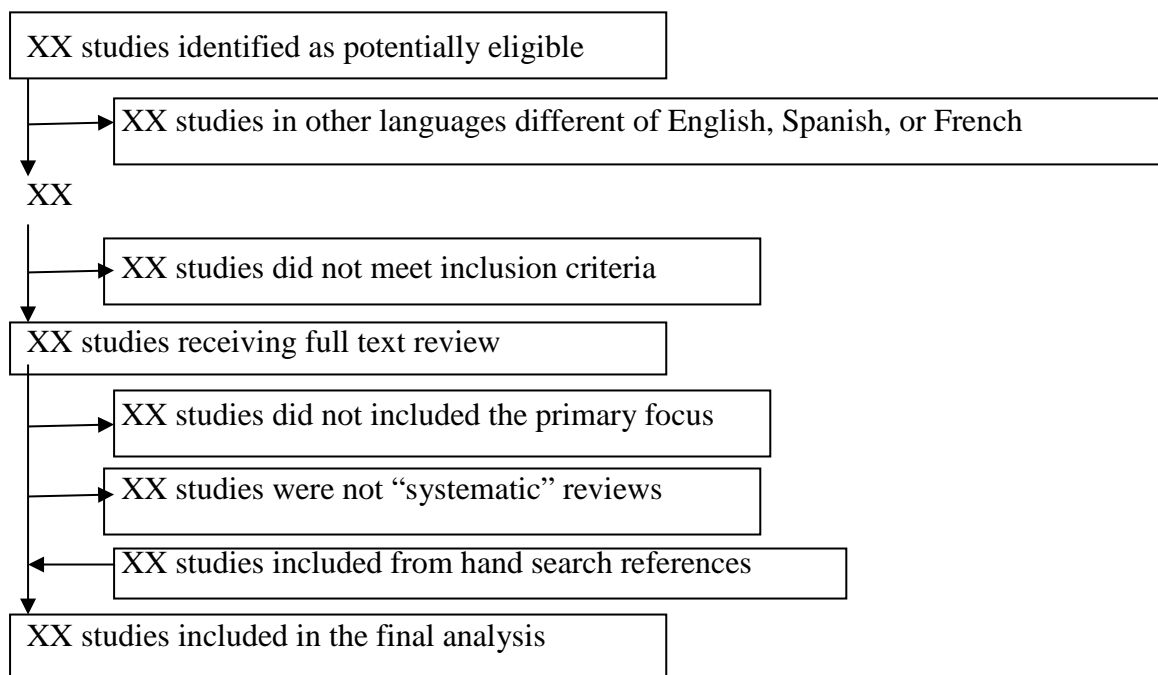 XX studies identified as potentially eligible
XX studies in other languages different of English, Spanish, or French
XX
XX studies did not meet inclusion criteria
XX studies receiving full text review
XX studies did not included the primary focus
XX studies were not “systematic” reviews
XX studies included from hand search references
XX studies included in the final analysis